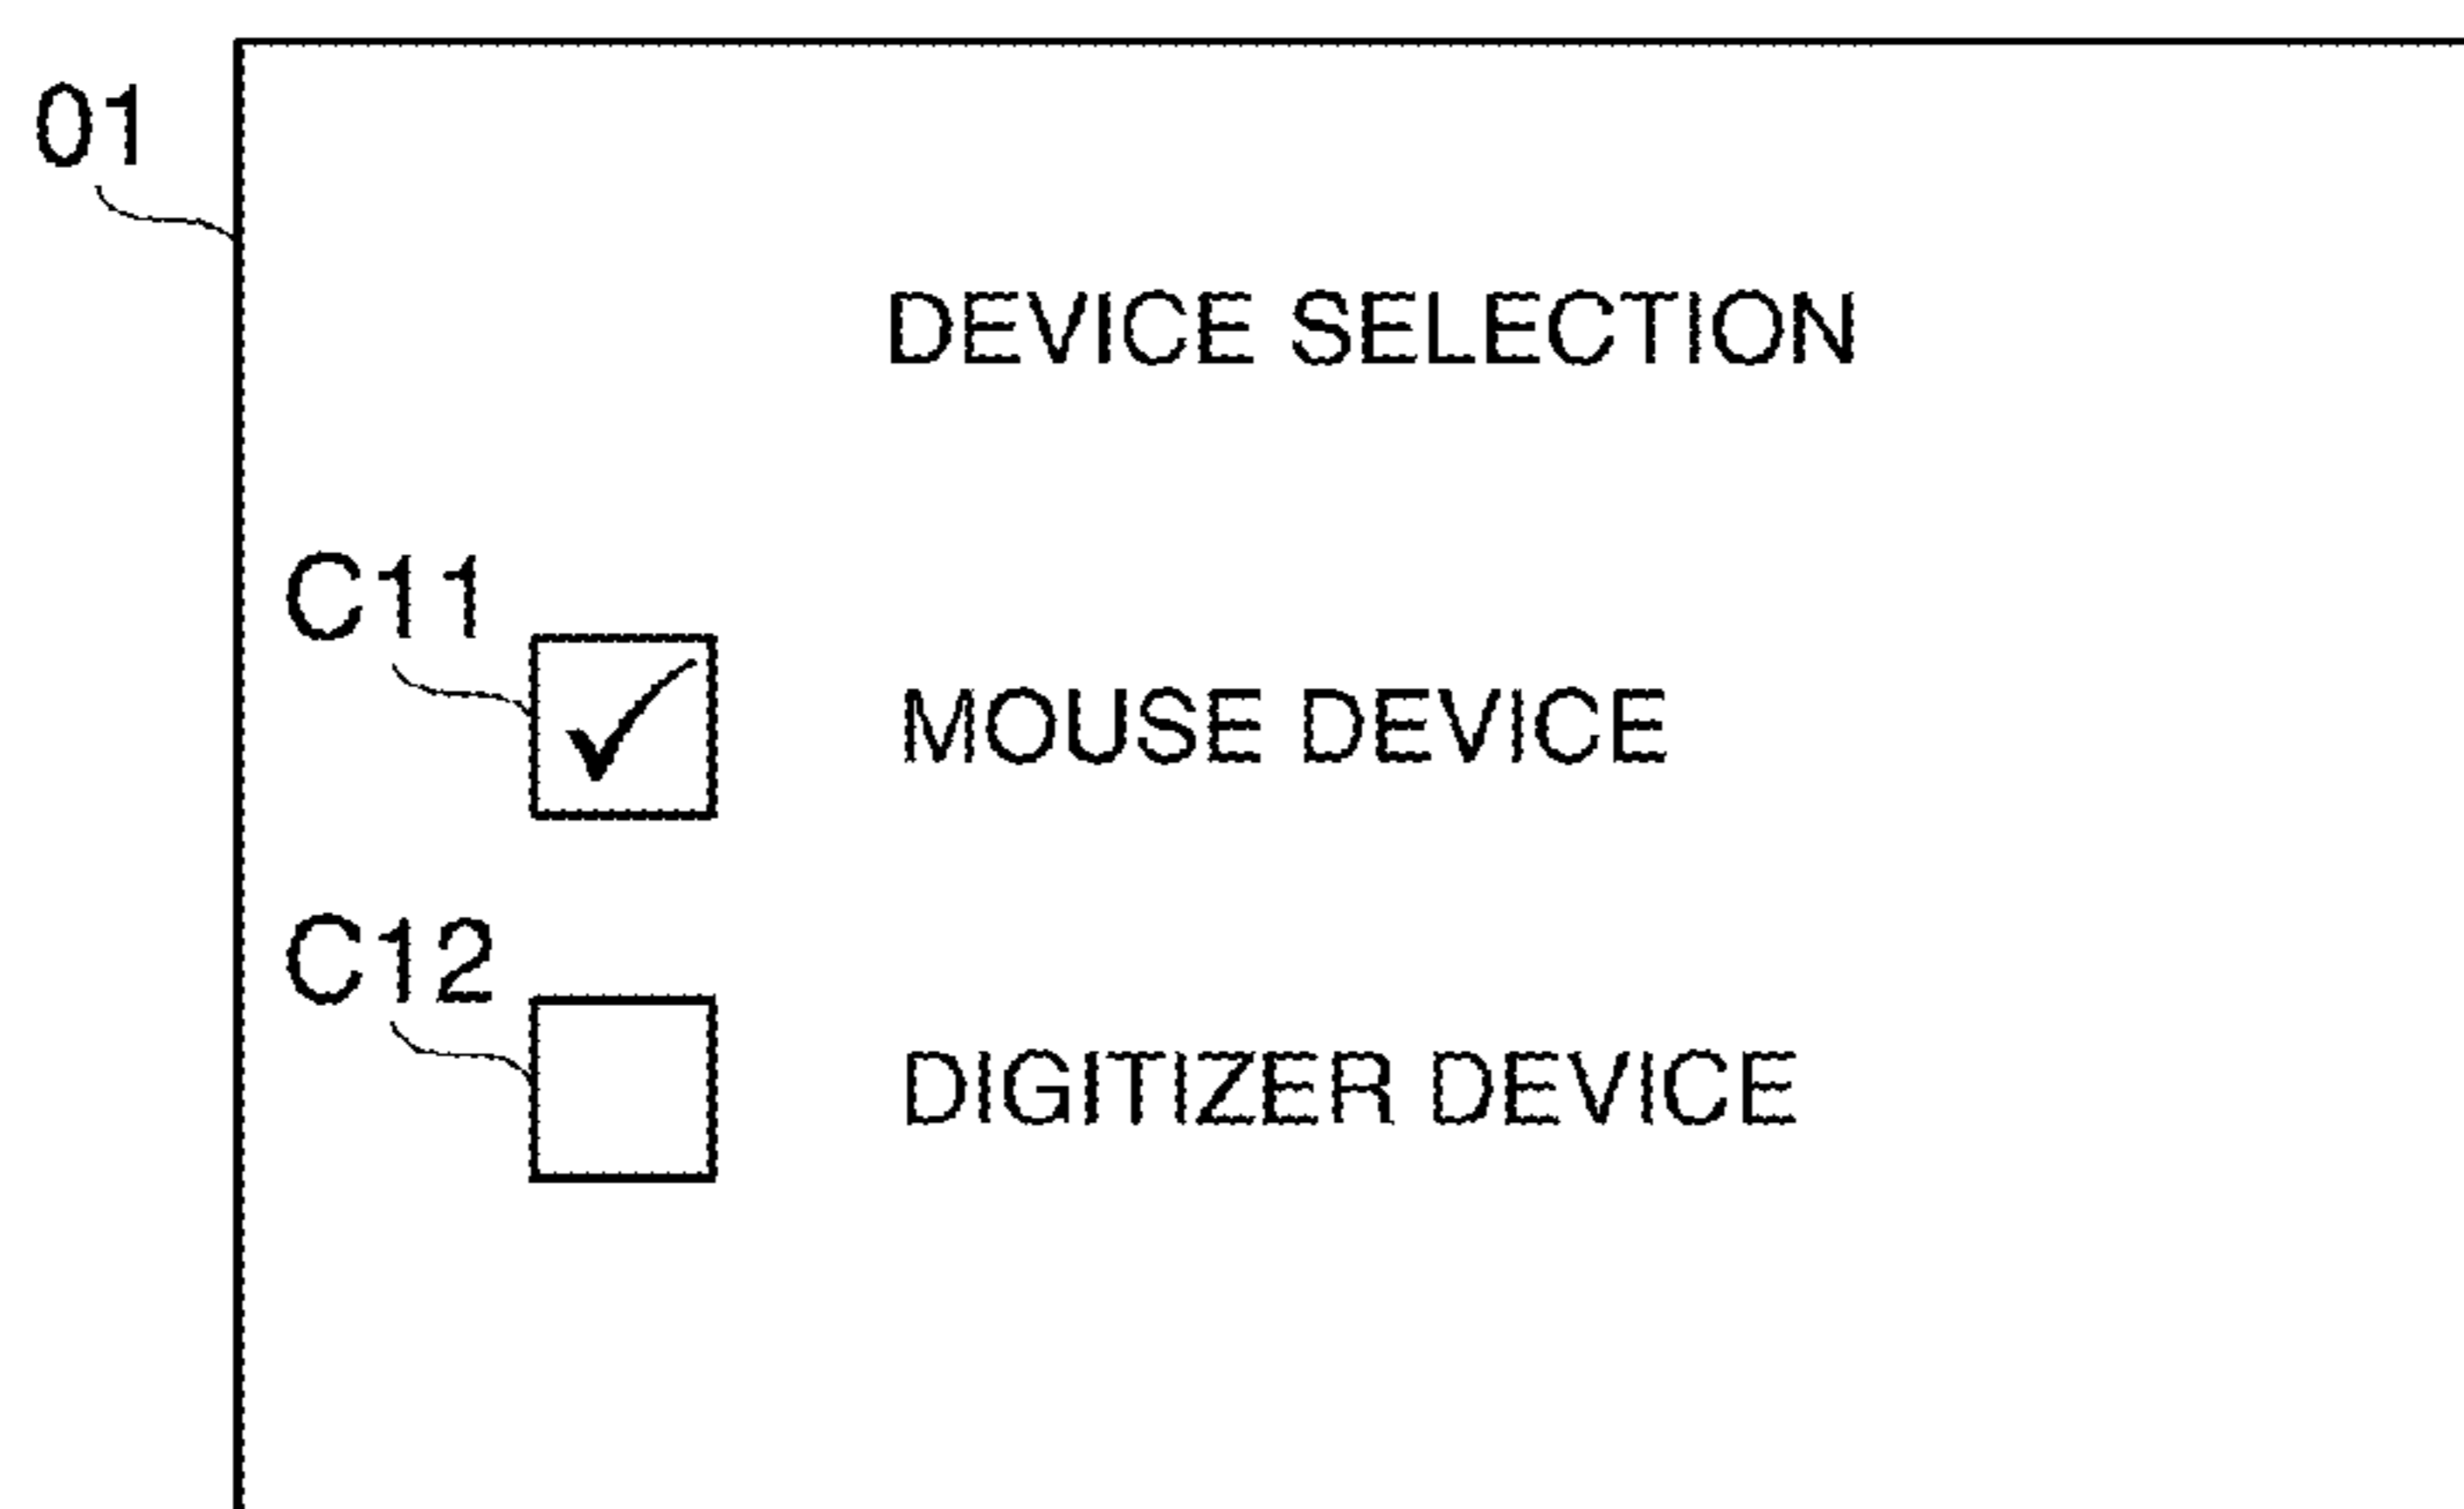 01
DEVICE SELECTION
C11
MOUSE DEVICE
C12
DIGITIZER DEVICE